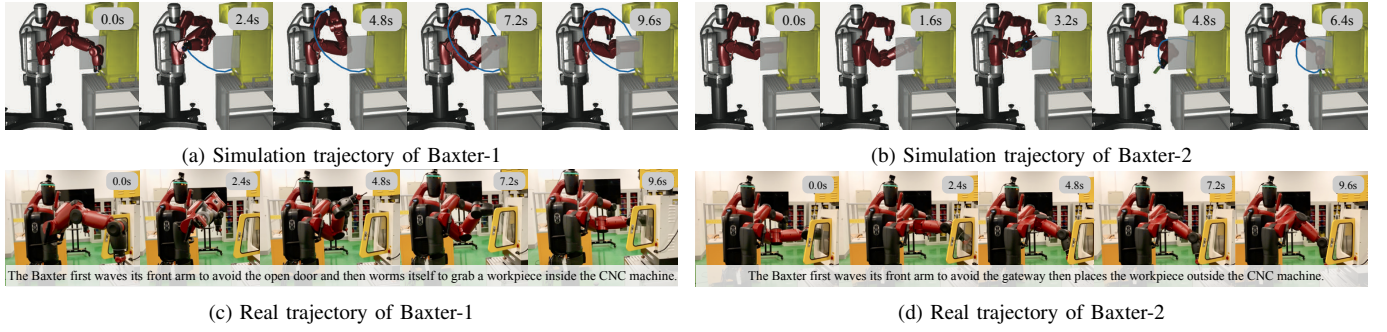 0.0s 2.4s 4.8s 7.2s 9.6s
0.0s 1.6s 3.2s 4.8s 6.4s
(a) Simulation trajectory of Baxter-1
(b) Simulation trajectory of Baxter-2
0.0s 2.4s 4.8s 7.2s 9.6s
The Baxter first waves its front arm to avoid the open door and then worms itself to grab a workpiece inside the CNC machine.
0.0s 2.4s 4.8s 7.2s 9.6s
The Baxter first waves its front arm to avoid the gateway then places the workpiece outside the CNC machine.
(c) Real trajectory of Baxter-1
(d) Real trajectory of Baxter-2